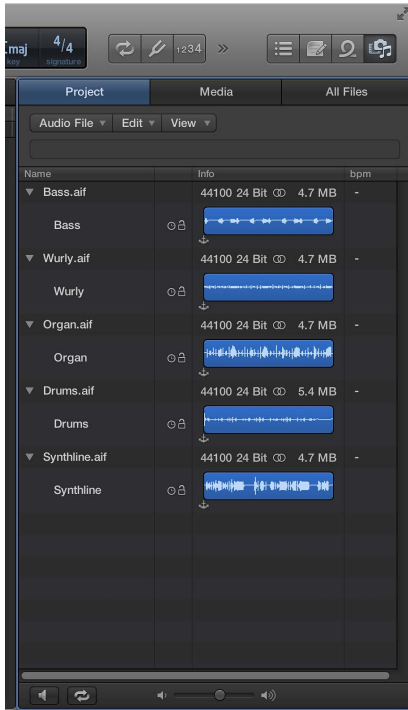 maj 4/4
key signature
1234
Project Media All Files
Audio File Edit View
Name Info bpm
Bass.aif 44100 24 Bit 4.7 MB -
Bass
Wurly.aif 44100 24 Bit 4.7 MB -
Wurly
Organ.aif 44100 24 Bit 4.7 MB -
Organ
Drums.aif 44100 24 Bit 5.4 MB -
Drums
Synthline.aif 44100 24 Bit 4.7 MB -
Synthline